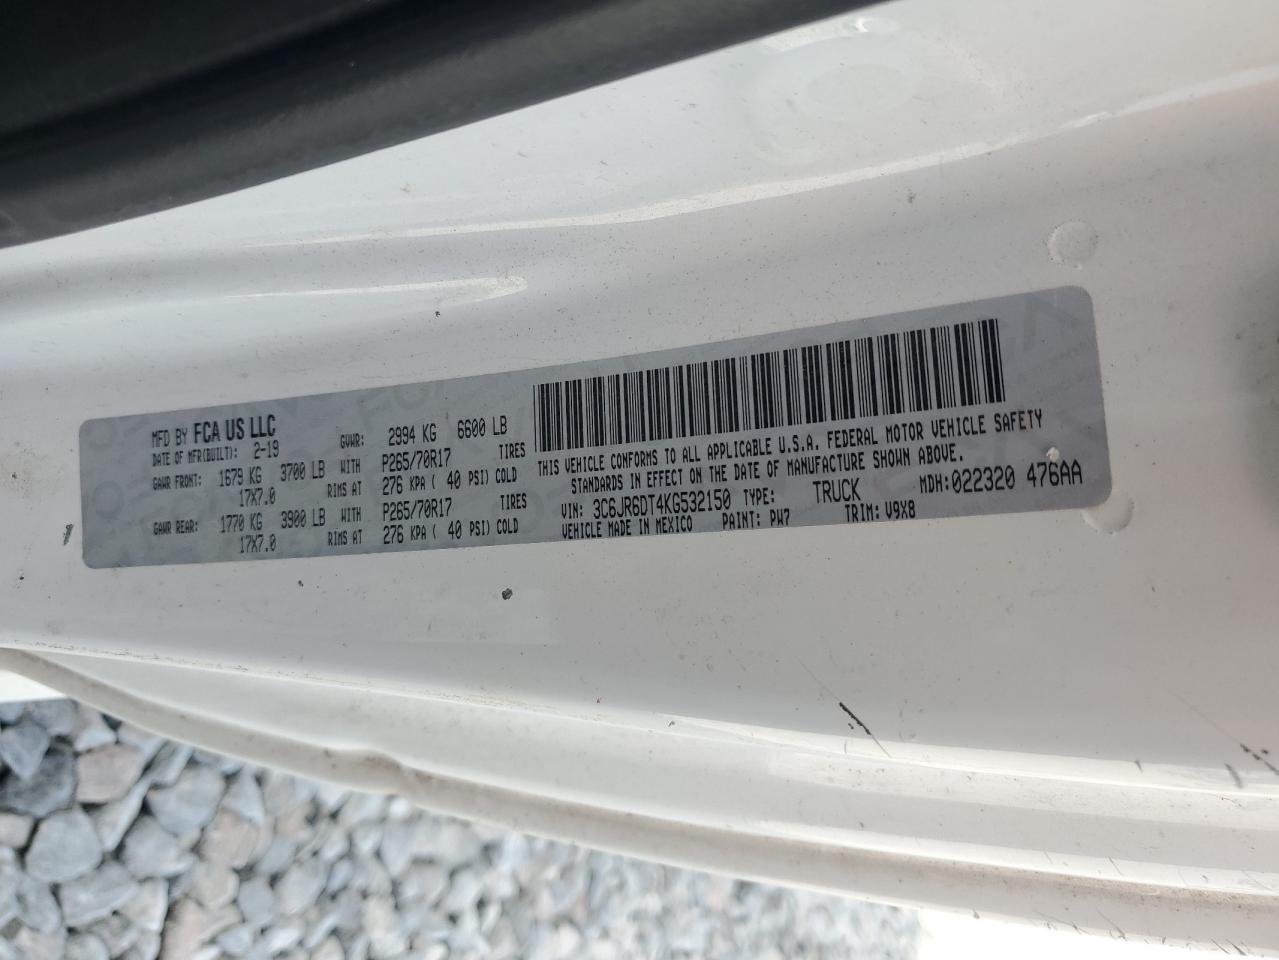 MFD BY FCA US LLC
DATE OF MFR(BUILT): 2-19 GVWR: 2994 KG 6600 LB
GAWR FRONT: 1679 KG 3700 LB WITH P265/70R17 TIRES
17X7.0 RIMS AT 276 KPA ( 40 PSI) COLD
GAWR REAR: 1770 KG 3900 LB WITH P265/70R17 TIRES
17X7.0 RIMS AT 276 KPA ( 40 PSI) COLD
THIS VEHICLE CONFORMS TO ALL APPLICABLE U.S.A. FEDERAL MOTOR VEHICLE SAFETY
STANDARDS IN EFFECT ON THE DATE OF MANUFACTURE SHOWN ABOVE.
VIN: 3C6JR6DT4KG532150 TYPE: TRUCK MDH:022320 476AA
VEHICLE MADE IN MEXICO PAINT: PW7 TRIM: V9X8